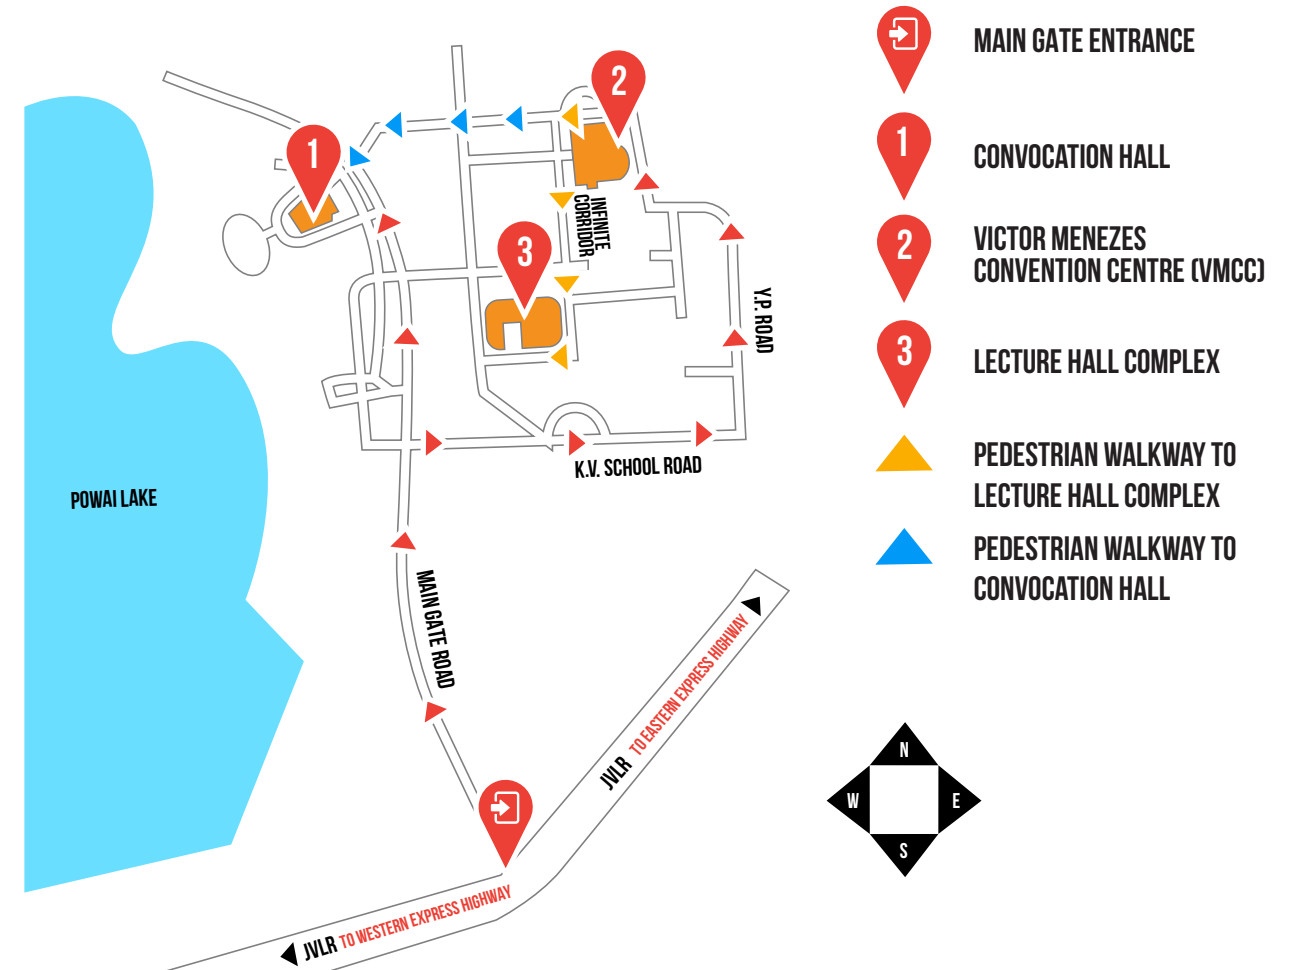 MAIN GATE ENTRANCE
1
CONVOCATION HALL
2
VICTOR MENEZES
CONVENTION CENTRE (VMCC)
3
LECTURE HALL COMPLEX
PEDESTRIAN WALKWAY TO
LECTURE HALL COMPLEX
PEDESTRIAN WALKWAY TO
CONVOCATION HALL
2
1
INFINITE
CORRIDOR
3
Y.P. ROAD
K.V. SCHOOL ROAD
POWAI LAKE
MAIN GATE ROAD
JVLR TO EASTERN EXPRESS HIGHWAY
JVLR TO WESTERN EXPRESS HIGHWAY
N
W
E
S